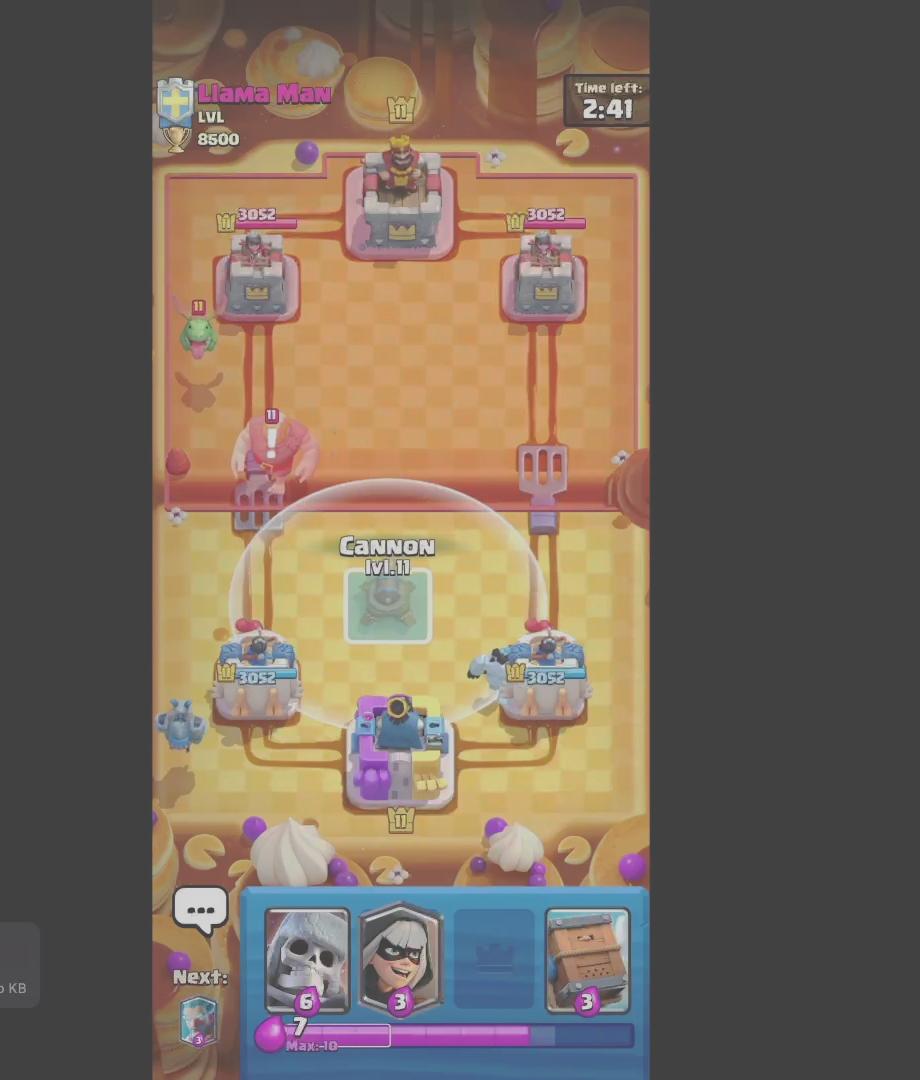 Llama Man
LVL
8500
11
Time left:
2:41
3052
3052
11
11
Cannon
lvl.11
3052
3052
11
...
6
3
3
Next:
3
7
Max: 10
KB